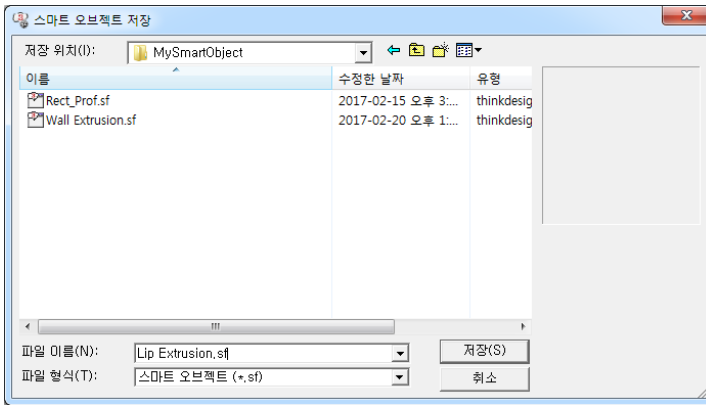 스마트 오브젝트 저장
저장 위치(I): MySmartObject
이름 수정한 날짜 유형
Rect_Prof.sf 2017-02-15 오후 3:... thinkdesig
Wall Extrusion.sf 2017-02-20 오후 1:... thinkdesig
파일 이름(N): Lip Extrusion.sf 저장(S)
파일 형식(T): 스마트 오브젝트 (*.sf) 취소